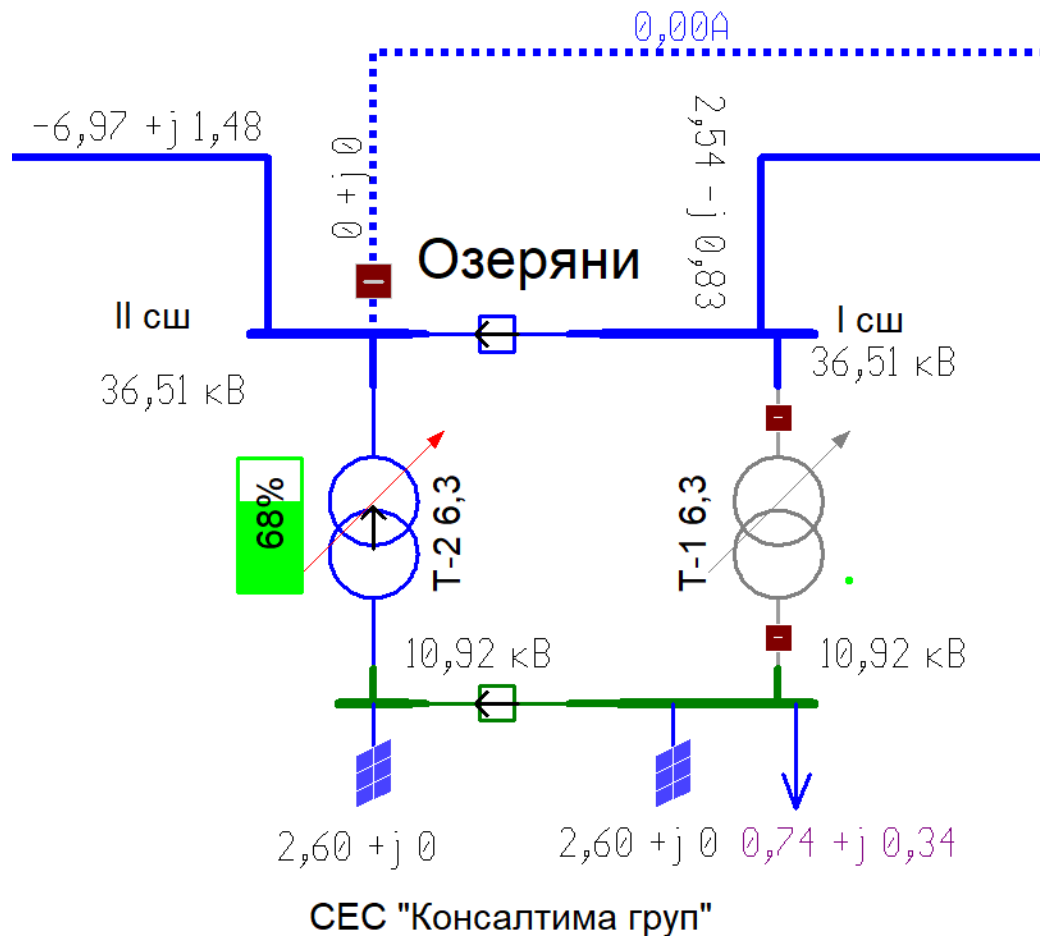 0,00A
-6,97 +j 1,48
0 + j 0
2,54 -j 0,83
Озеряни
II сш
I сш
36,51 кВ
36,51 кВ
68%
Т-2 6,3
Т-1 6,3
10,92 кВ
10,92 кВ
2,60 +j 0
2,60 +j 0
0,74 +j 0,34
СЕС "Консалтима груп"